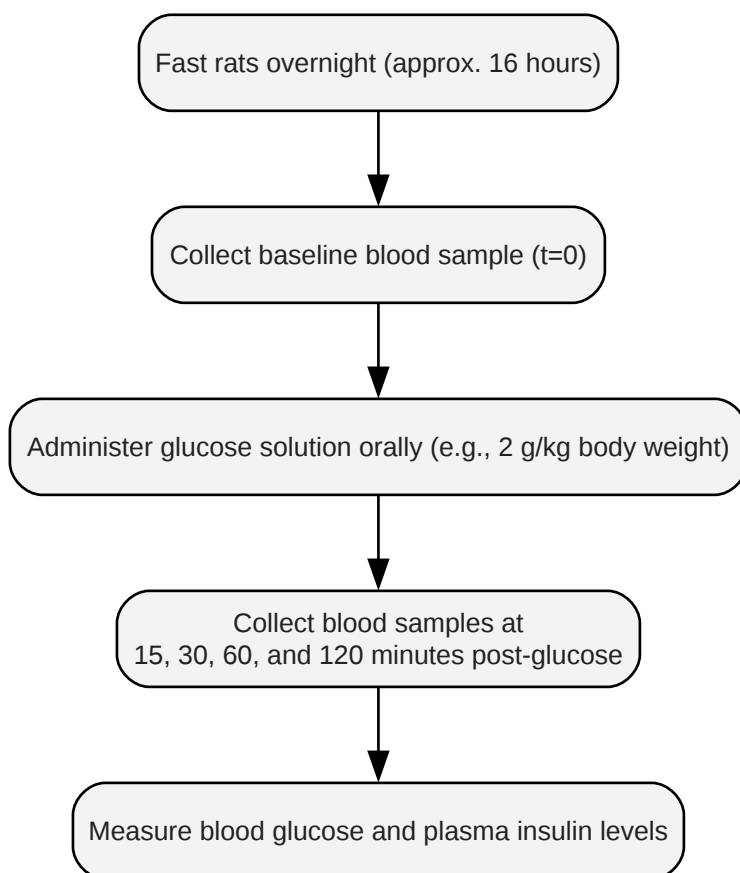 Fast rats overnight (approx. 16 hours)
Collect baseline blood sample (t=0)
Administer glucose solution orally (e.g., 2 g/kg body weight)
Collect blood samples at
15, 30, 60, and 120 minutes post-glucose
Measure blood glucose and plasma insulin levels